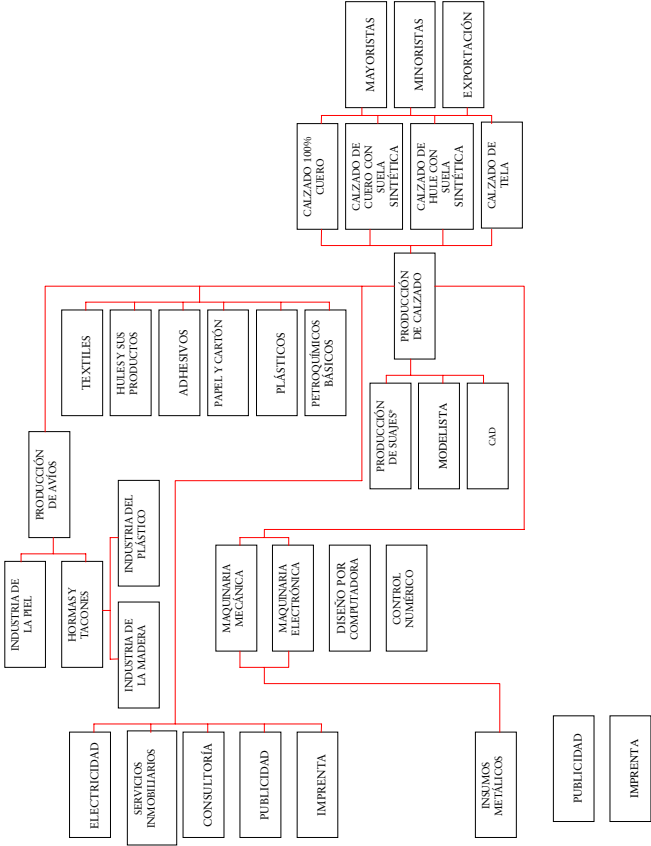 ELECTRICIDAD
SERVICIOS
INMOBILIARIOS
CONSULTORÍA
PUBLICIDAD
IMPRENTA
INSUMOS
METÁLICOS
PUBLICIDAD
IMPRENTA
INDUSTRIA DE
LA PIEL
HORMAS Y
TACONES
INDUSTRIA DE
LA MADERA
INDUSTRIA DEL
PLÁSTICO
MAQUINARIA
MECÁNICA
MAQUINARIA
ELECTRÓNICA
DISEÑO POR
COMPUTADORA
CONTROL
NUMÉRICO
PRODUCCIÓN
DE AVÍOS
TEXTILES
HULES Y SUS
PRODUCTOS
ADHESIVOS
PAPEL Y CARTÓN
PLÁSTICOS
PETROQUÍMICOS
BÁSICOS
PRODUCCIÓN
DE SUAJES*
MODELISTA
CAD
PRODUCCIÓN
DE CALZADO
CALZADO 100%
CUERO
CALZADO DE
CUERO CON
SUELA
SINTÉTICA
CALZADO DE
HULE CON
SUELA
SINTÉTICA
CALZADO DE
TELA
MAYORISTAS
MINORISTAS
EXPORTACIÓN